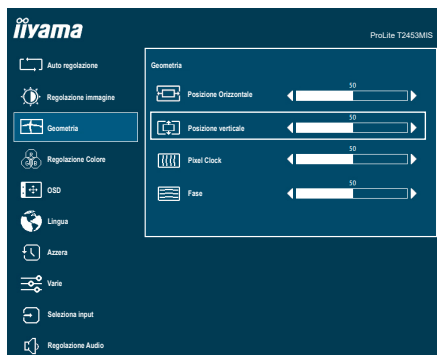 iiyama
ProLite T2453MIS
Auto regolazione
Regolazione immagine
Geometria
Regolazione Colore
R
G B
OSD
Lingua
Azzera
Varie
Seleziona input
Regolazione Audio
Geometria
Posizione Orizzontale
50
Posizione verticale
50
Pixel Clock
50
Fase
50